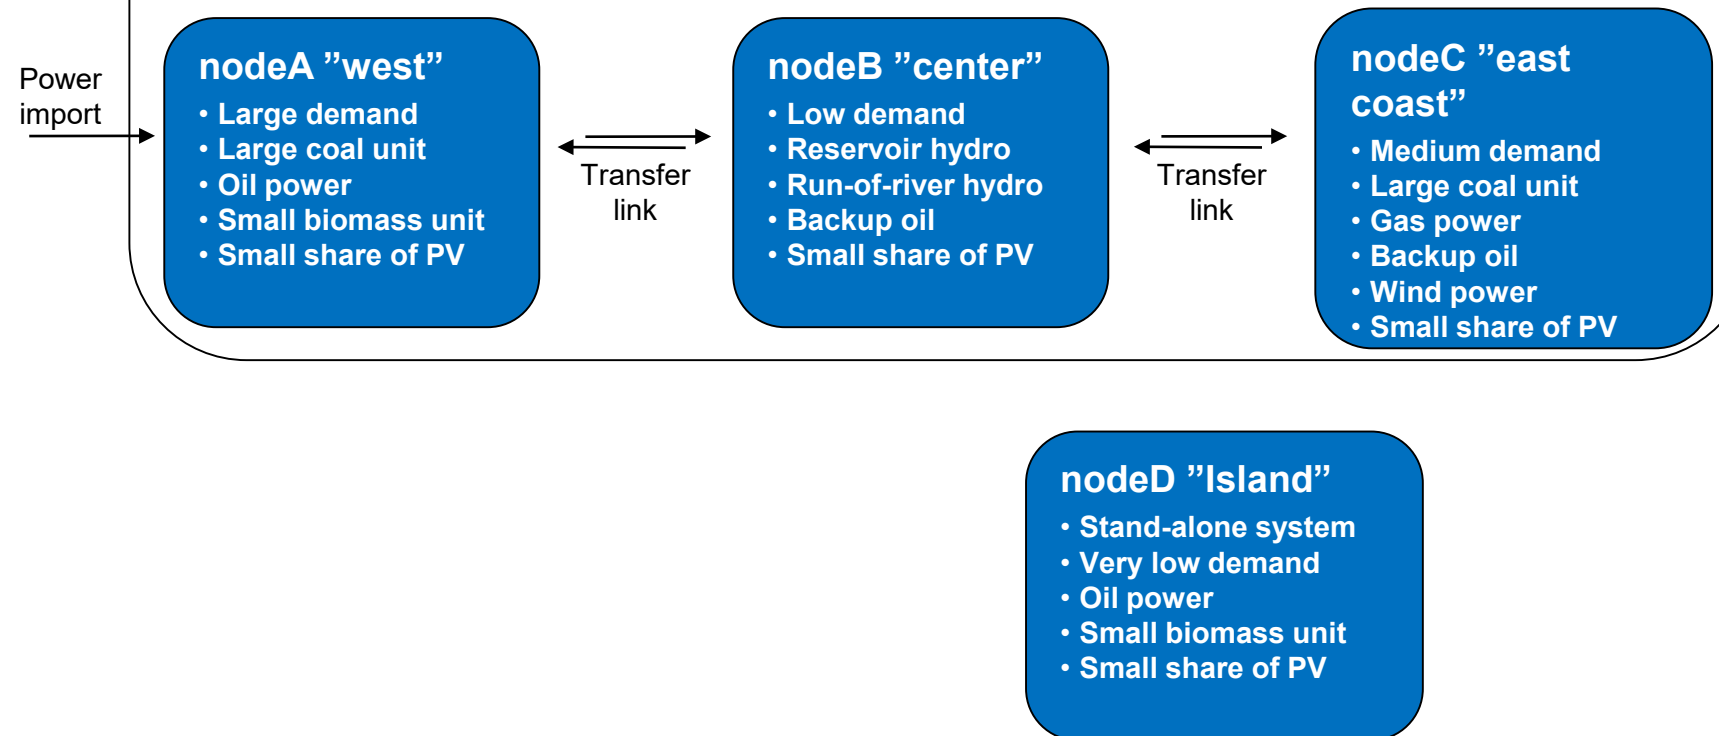 Power
import
nodeA ”west”
• Large demand
• Large coal unit
• Oil power
• Small biomass unit
• Small share of PV
Transfer
link
nodeB ”center”
• Low demand
• Reservoir hydro
• Run-of-river hydro
• Backup oil
• Small share of PV
Transfer
link
nodeC ”east
coast”
• Medium demand
• Large coal unit
• Gas power
• Backup oil
• Wind power
• Small share of PV
nodeD ”Island”
• Stand-alone system
• Very low demand
• Oil power
• Small biomass unit
• Small share of PV